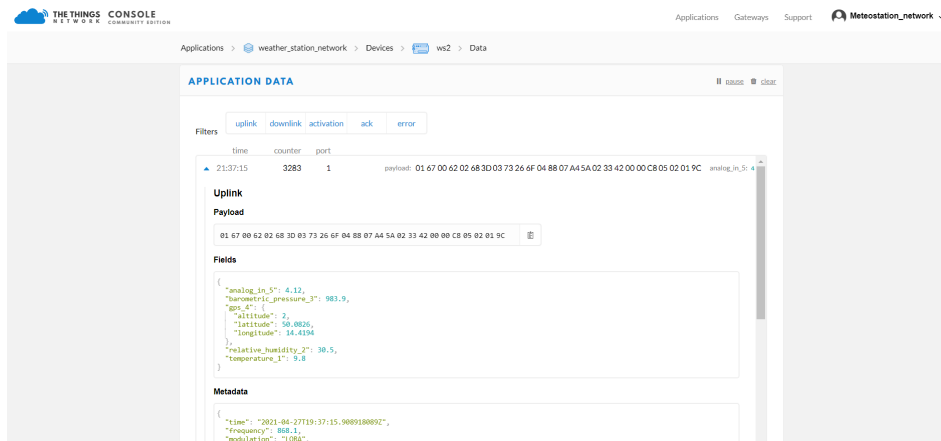 THE THINGS NETWORK
CONSOLE
COMMUNITY EDITION
Applications Gateways Support Meteostation_network
Applications > weather_station_network > Devices > ws2 > Data
APPLICATION DATA
pause clear
Filters uplink downlink activation ack error
time counter port
21:37:15 3283 1 payload: 01 67 00 62 02 68 3D 03 73 26 6F 04 88 07 A4 5A 02 33 42 00 00 C8 05 02 01 9C analog_in_5: 4
Uplink
Payload
01 67 00 62 02 68 3D 03 73 26 6F 04 88 07 A4 5A 02 33 42 00 00 C8 05 02 01 9C
Fields
{
"analog_in_5": 4.12,
"barometric_pressure_3": 983.9,
"gps_4": {
"altitude": 2,
"latitude": 50.0826,
"longitude": 14.4194
},
"relative_humidity_2": 30.5,
"temperature_1": 9.8
}
Metadata
{
"time": "2021-04-27T19:37:15.908918089Z",
"frequency": 868.1,
"modulation": "LORA",